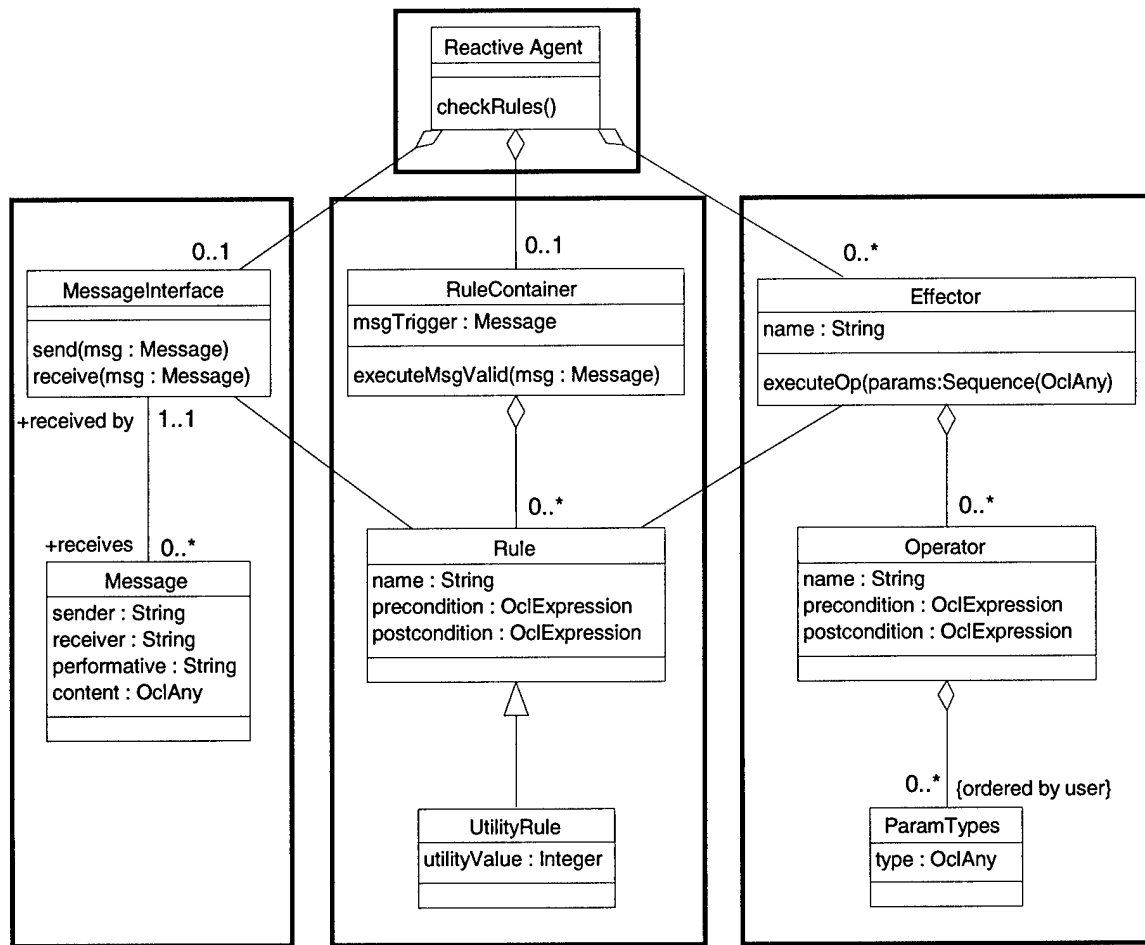 Reactive Agent
checkRules()
0..1
MessageInterface
send(msg : Message)
receive(msg : Message)
+received by
1..1
+receives
0..*
Message
sender : String
receiver : String
performative : String
content : OclAny
0..1
RuleContainer
msgTrigger : Message
executeMsgValid(msg : Message)
0..*
Rule
name : String
precondition : OclExpression
postcondition : OclExpression
UtilityRule
utilityValue : Integer
0..*
Effector
name : String
executeOp(params:Sequence(OclAny)
0..*
Operator
name : String
precondition : OclExpression
postcondition : OclExpression
0..*
{ordered by user}
ParamTypes
type : OclAny